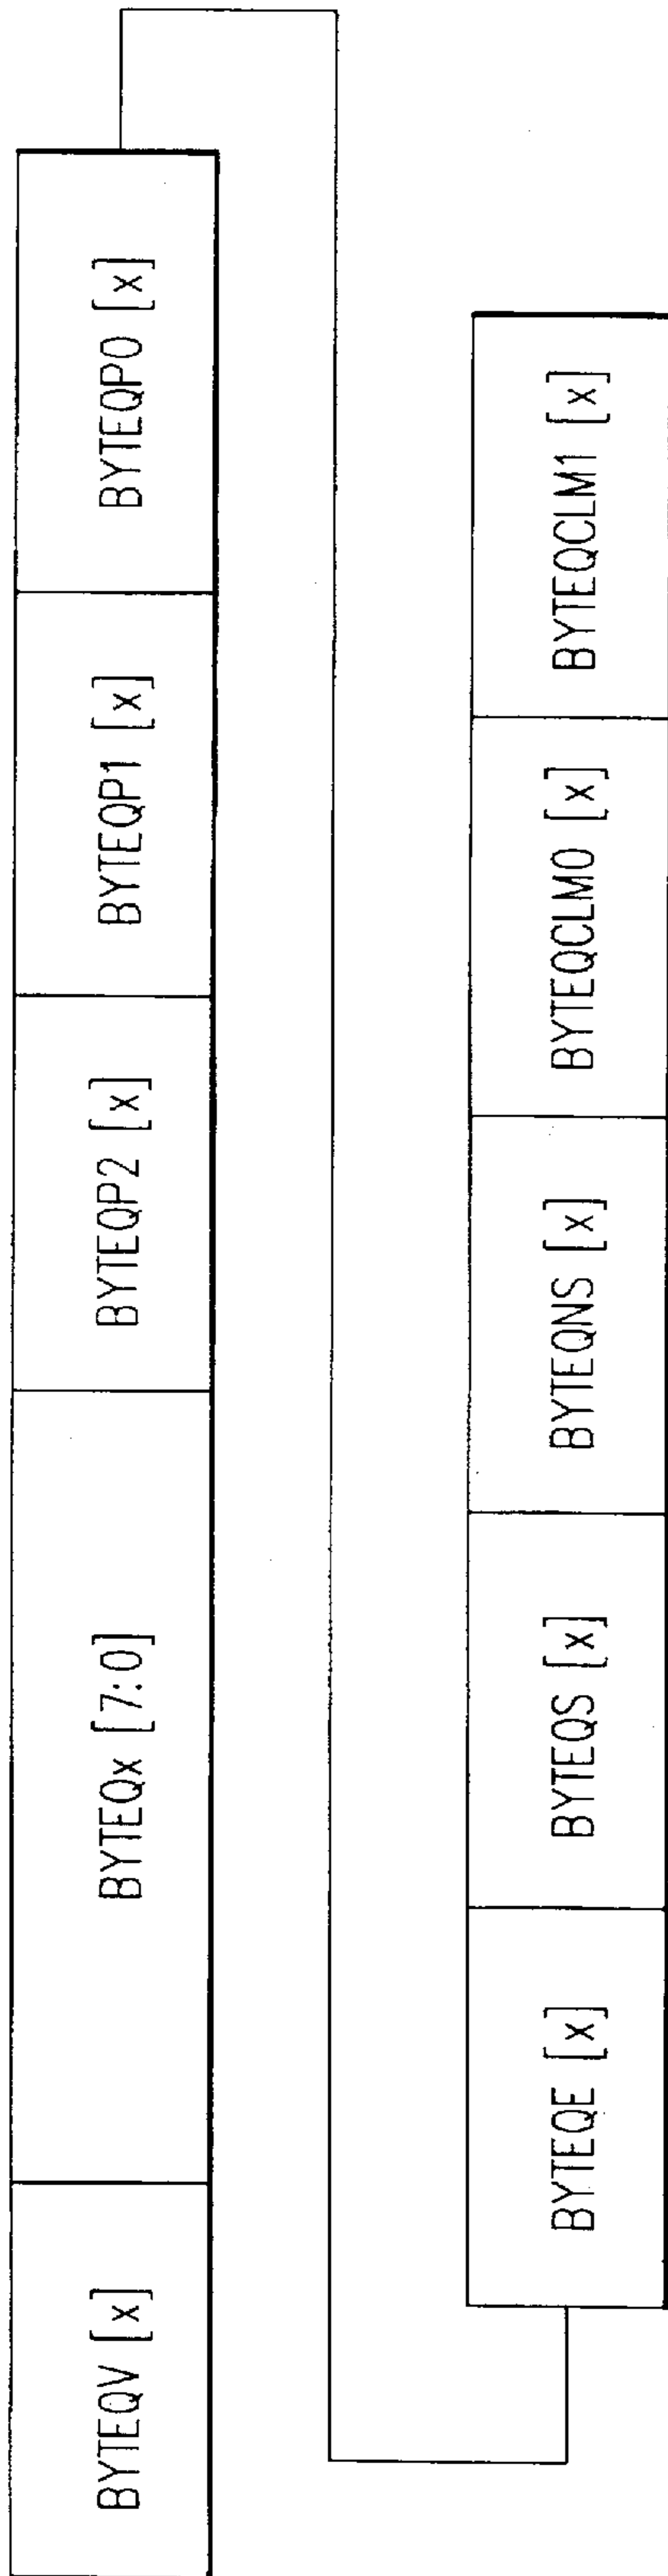 BYTEQV [x]
BYTEQx [7:0]
BYTEQP2 [x]
BYTEQP1 [x]
BYTEQP0 [x]
BYTEQE [x]
BYTEQS [x]
BYTEQNS [x]
BYTEQCLM0 [x]
BYTEQCLM1 [x]